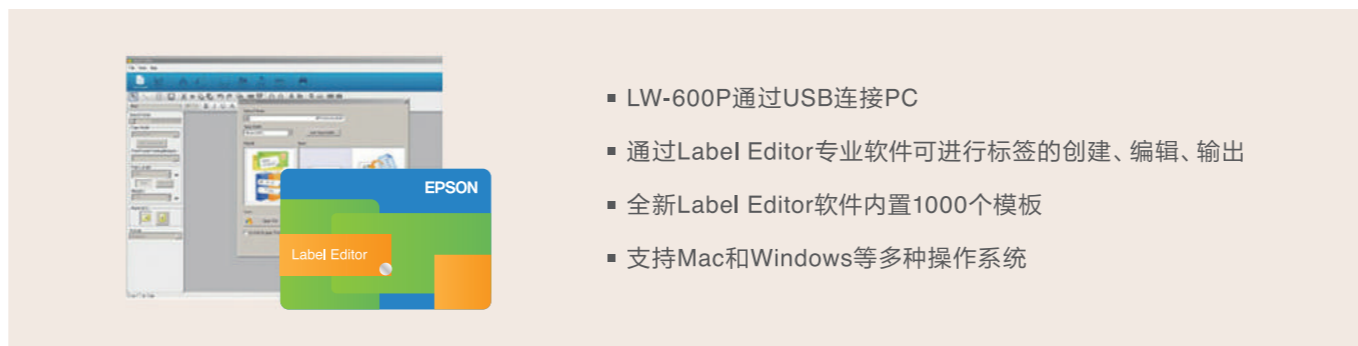 EPSON
Label Editor
LW-600P通过USB连接PC
通过Label Editor专业软件可进行标签的创建、编辑、输出
全新Label Editor软件内置1000个模板
支持Mac和Windows等多种操作系统